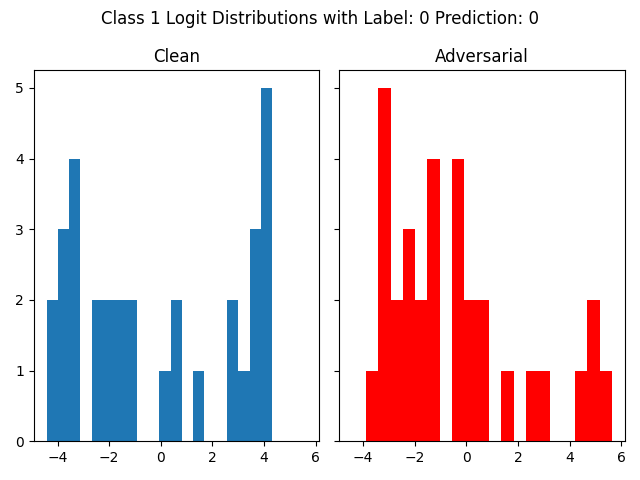 Class 1 Logit Distributions with Label: 0 Prediction: 0
Clean
Adversarial
5
4
3
2
1
0
−4 −2 0 2 4 6
−4 −2 0 2 4 6